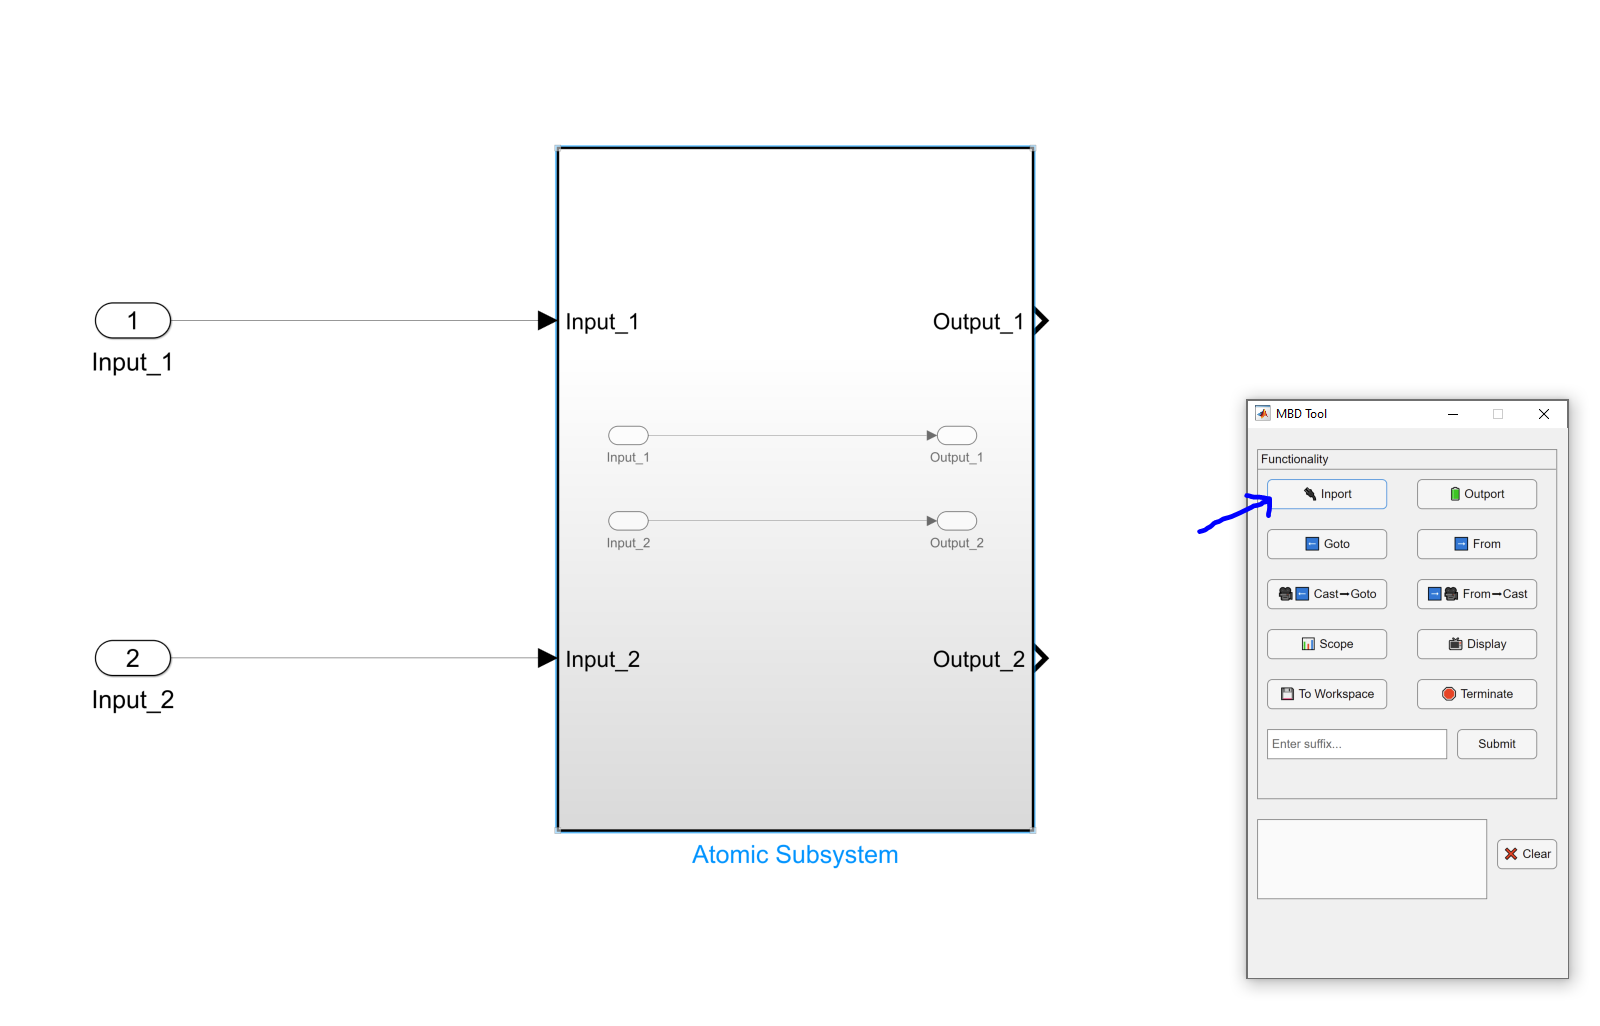 1
Input_1
2
Input_2
Input_1
Output_1
Input_1
Output_1
Input_2
Output_2
Input_2
Output_2
Atomic Subsystem
MBD Tool
Functionality
Inport
Outport
Goto
From
Cast→Goto
From→Cast
Scope
Display
To Workspace
Terminate
Enter suffix...
Submit
Clear